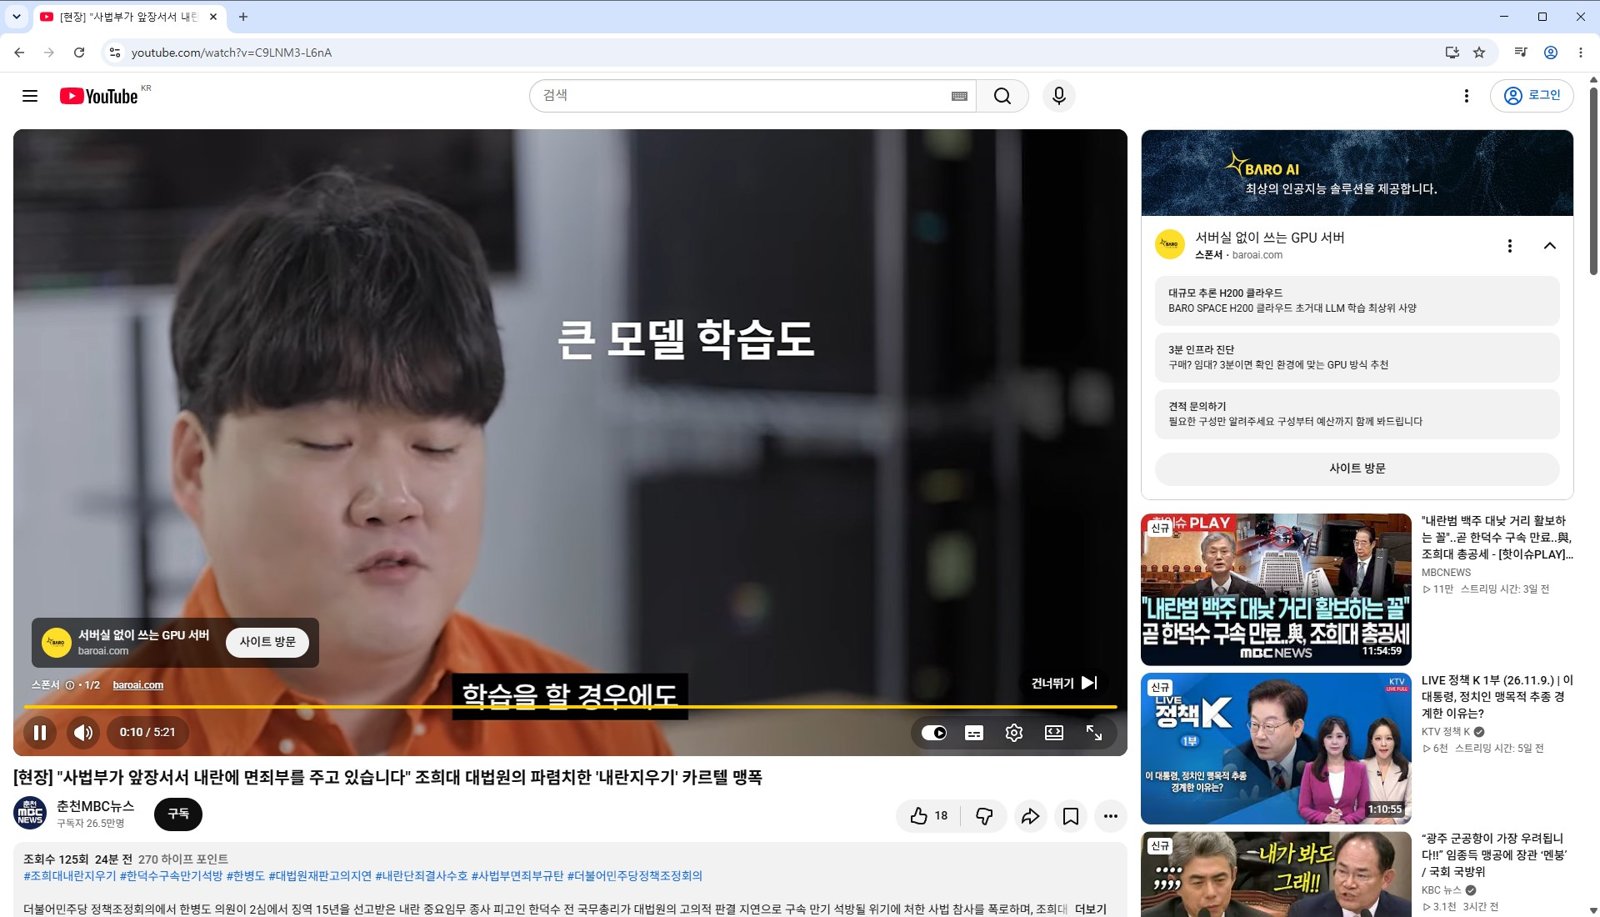 [현장] "사법부가 앞장서서 내란
youtube.com/watch?v=C9LNM3-L6nA
YouTube KR
검색
로그인
큰 모델 학습도
서버실 없이 쓰는 GPU 서버
baroai.com
사이트 방문
스폰서 · 1/2 baroai.com
학습을 할 경우에도
건너뛰기
0:10 / 5:21
[현장] "사법부가 앞장서서 내란에 면죄부를 주고 있습니다" 조희대 대법원의 파렴치한 '내란지우기' 카르텔 맹폭
춘천 MBC NEWS
춘천MBC뉴스
구독자 26.5만명
구독
18
조회수 125회 24분 전 270 하이프 포인트
#조희대내란지우기 #한덕수구속만기석방 #한병도 #대법원재판고의지연 #내란단죄결사수호 #사법부면죄부규탄 #더불어민주당정책조정회의
더불어민주당 정책조정회의에서 한병도 의원이 2심에서 징역 15년을 선고받은 내란 중요임무 종사 피고인 한덕수 전 국무총리가 대법원의 고의적 판결 지연으로 구속 만기 석방될 위기에 처한 사법 참사를 폭로하며, 조희대 더보기
BARO AI
최상의 인공지능 솔루션을 제공합니다.
서버실 없이 쓰는 GPU 서버
스폰서 · baroai.com
대규모 추론 H200 클라우드
BARO SPACE H200 클라우드 초거대 LLM 학습 최상위 사양
3분 인프라 진단
구매? 임대? 3분이면 확인 환경에 맞는 GPU 방식 추천
견적 문의하기
필요한 구성만 알려주세요 구성부터 예산까지 함께 봐드립니다
사이트 방문
신규
핫이슈 PLAY
"내란범 백주 대낮 거리 활보하는 꼴"
곧 한덕수 구속 만료..與, 조희대 총공세
MBC NEWS
11:54:59
"내란범 백주 대낮 거리 활보하
는 꼴"..곧 한덕수 구속 만료..與,
조희대 총공세 - [핫이슈PLAY]...
MBCNEWS
11만 스트리밍 시간: 3일 전
신규
LIVE
정책K
1부
KTV
LIVE FULL
이 대통령, 정치인 맹목적 추종
경계한 이유는?
1:10:55
LIVE 정책 K 1부 (26.11.9.) | 이
대통령, 정치인 맹목적 추종 경
계한 이유는?
KTV 정책 K
6천 스트리밍 시간: 5일 전
신규
내가 봐도
그래!!
"광주 군공항이 가장 우려됩니
다!!" 임종득 맹공에 장관 '멘붕'
/ 국회 국방위
KBC 뉴스
3.1천 3시간 전